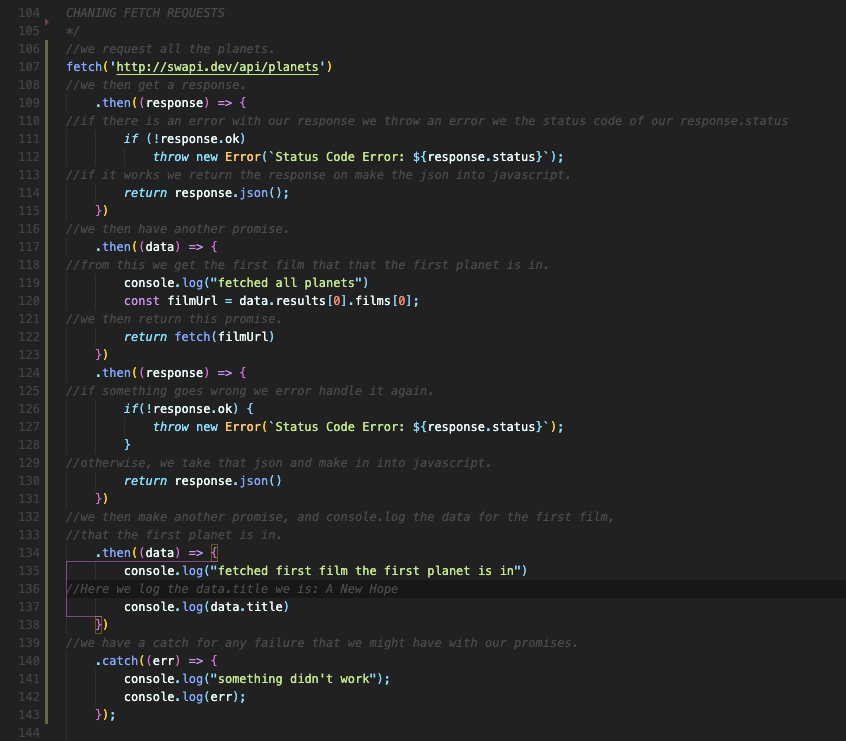 104 CHANING FETCH REQUESTS
105 */
106 //we request all the planets.
107 fetch('http://swapi.dev/api/planets')
108 //we then get a response.
109 .then((response) => {
110 //if there is an error with our response we throw an error we the status code of our response.status
111 if (!response.ok)
112 throw new Error(`Status Code Error: ${response.status}`);
113 //if it works we return the response on make the json into javascript.
114 return response.json();
115 })
116 //we then have another promise.
117 .then((data) => {
118 //from this we get the first film that that the first planet is in.
119 console.log("fetched all planets")
120 const filmUrl = data.results[0].films[0];
121 //we then return this promise.
122 return fetch(filmUrl)
123 })
124 .then((response) => {
125 //if something goes wrong we error handle it again.
126 if(!response.ok) {
127 throw new Error(`Status Code Error: ${response.status}`);
128 }
129 //otherwise, we take that json and make in into javascript.
130 return response.json()
131 })
132 //we then make another promise, and console.log the data for the first film,
133 //that the first planet is in.
134 .then((data) => {
135 console.log("fetched first film the first planet is in")
136 //Here we log the data.title we is: A New Hope
137 console.log(data.title)
138 })
139 //we have a catch for any failure that we might have with our promises.
140 .catch((err) => {
141 console.log("something didn't work");
142 console.log(err);
143 });
144